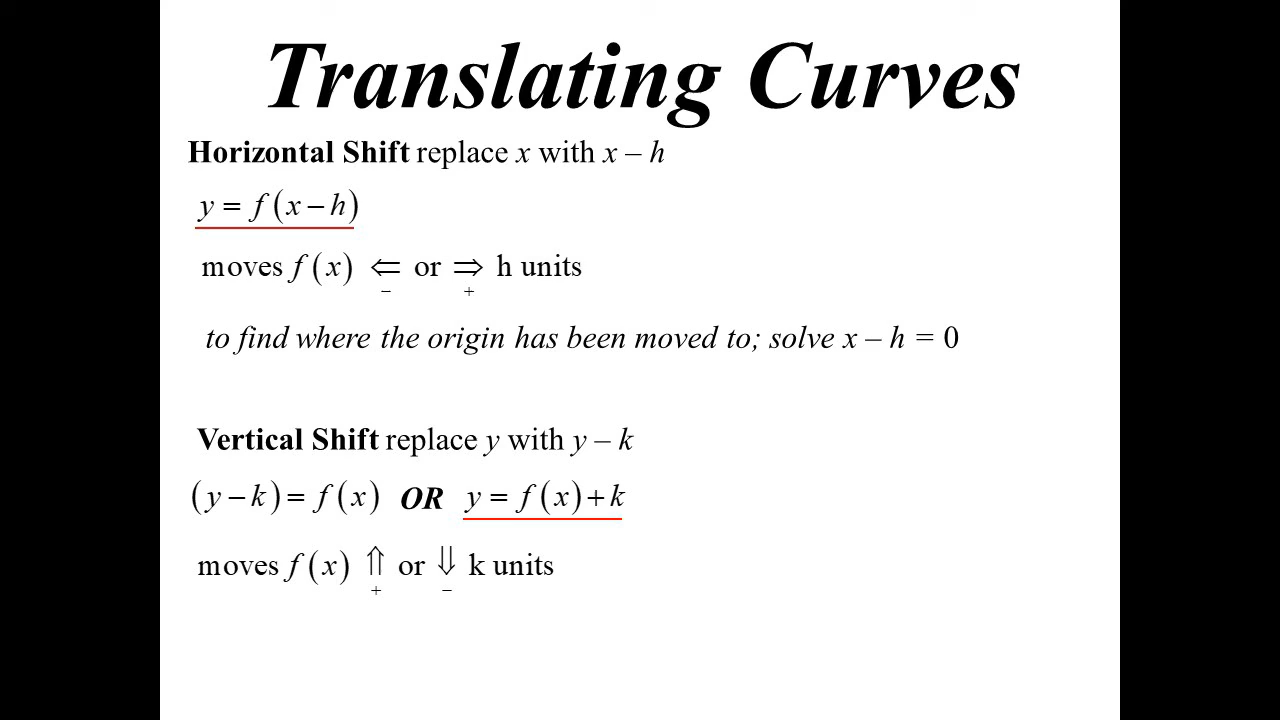 Translating Curves
Horizontal Shift replace x with x – h
y = f(x – h)
moves f(x) ⇐ or ⇒ h units
– +
to find where the origin has been moved to; solve x – h = 0
Vertical Shift replace y with y – k
(y – k) = f(x) OR y = f(x) + k
moves f(x) ⇑ or ⇓ k units
+ –